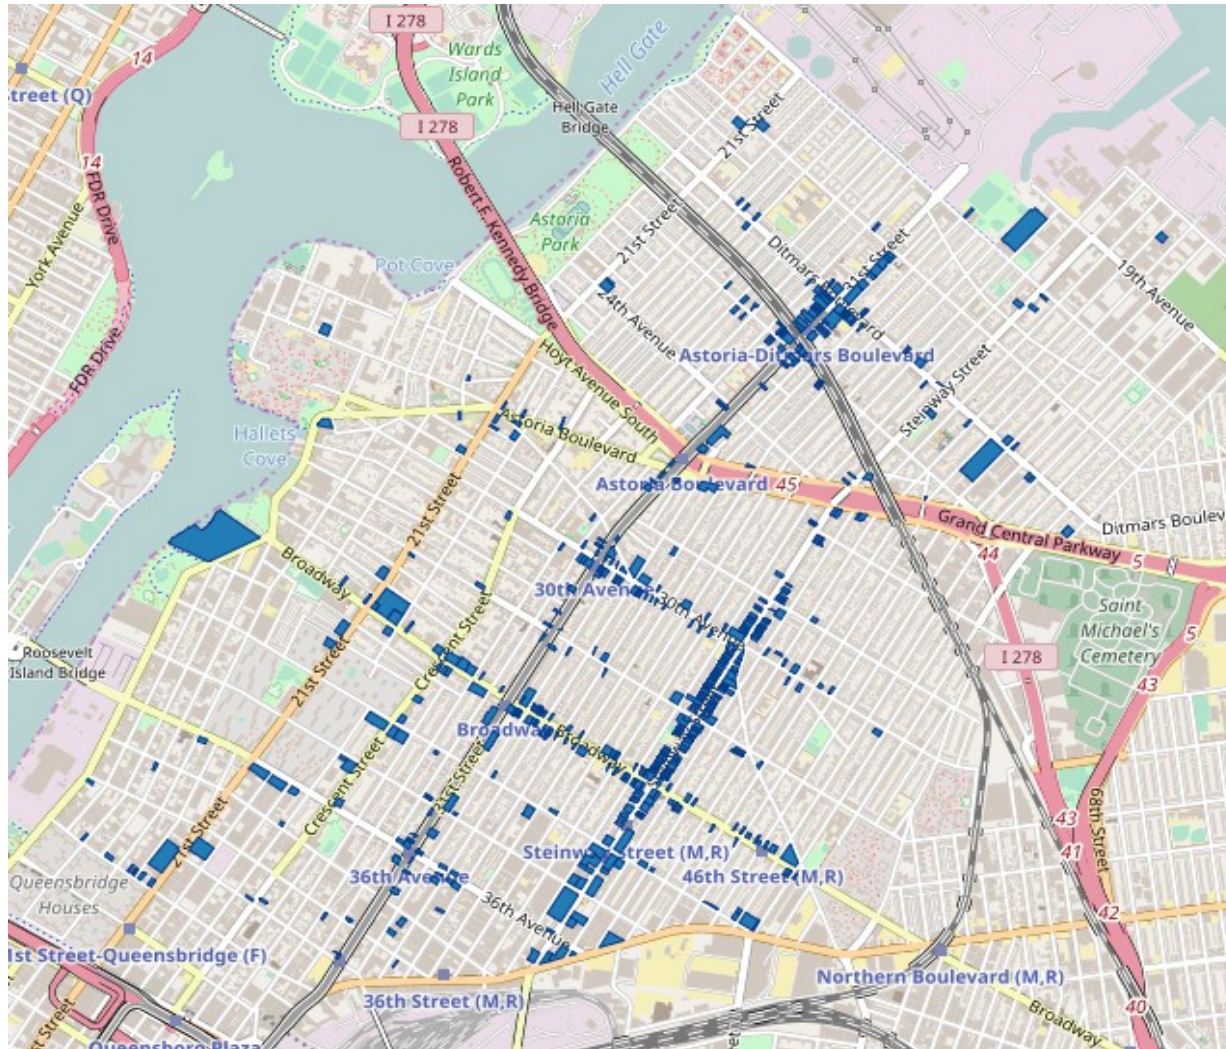 I 278
14
Wards
Island
Park
Hell Gate
treet (Q)
Hell Gate
Bridge
I 278
21st Street
14
FDR Drive
Robert F. Kennedy Bridge
York Avenue
Astoria
Park
21st Street
Ditmars Boulevard
31st Street
Pot Cove
19th Avenue
24th Avenue
FDR Drive
Astoria-Ditmars Boulevard
Hoyt Avenue South
Steinway Street
Hallets
Cove
Astoria Boulevard
21st Street
Astoria Boulevard
45
Grand Central Parkway
Ditmars Boulev
44
5
Broadway
30th Avenue
30th Avenue
Saint
Michael's
Cemetery
5
Roosevelt
Island Bridge
21st Street
Crescent Street
I 278
43
Broadway
Broadway
31st Street
Crescent Street
21st Street
68th Street
43
41
Steinway Street (M,R)
36th Avenue
46th Street (M,R)
Queensbridge
Houses
36th Avenue
42
1st Street-Queensbridge (F)
Northern Boulevard (M,R)
36th Street (M,R)
40
Broadway
st Street
Queensboro Plaza